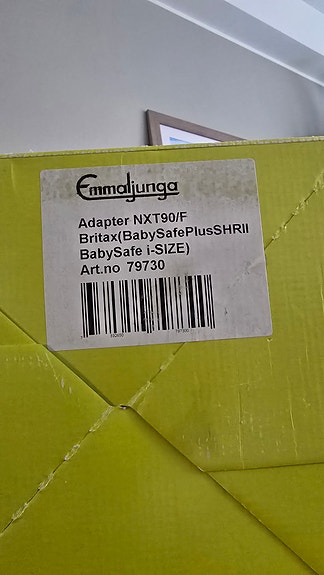 Emmaljunga
Adapter NXT90/F
Britax(BabySafePlusSHRII
BabySafe i-SIZE)
Art.no 79730